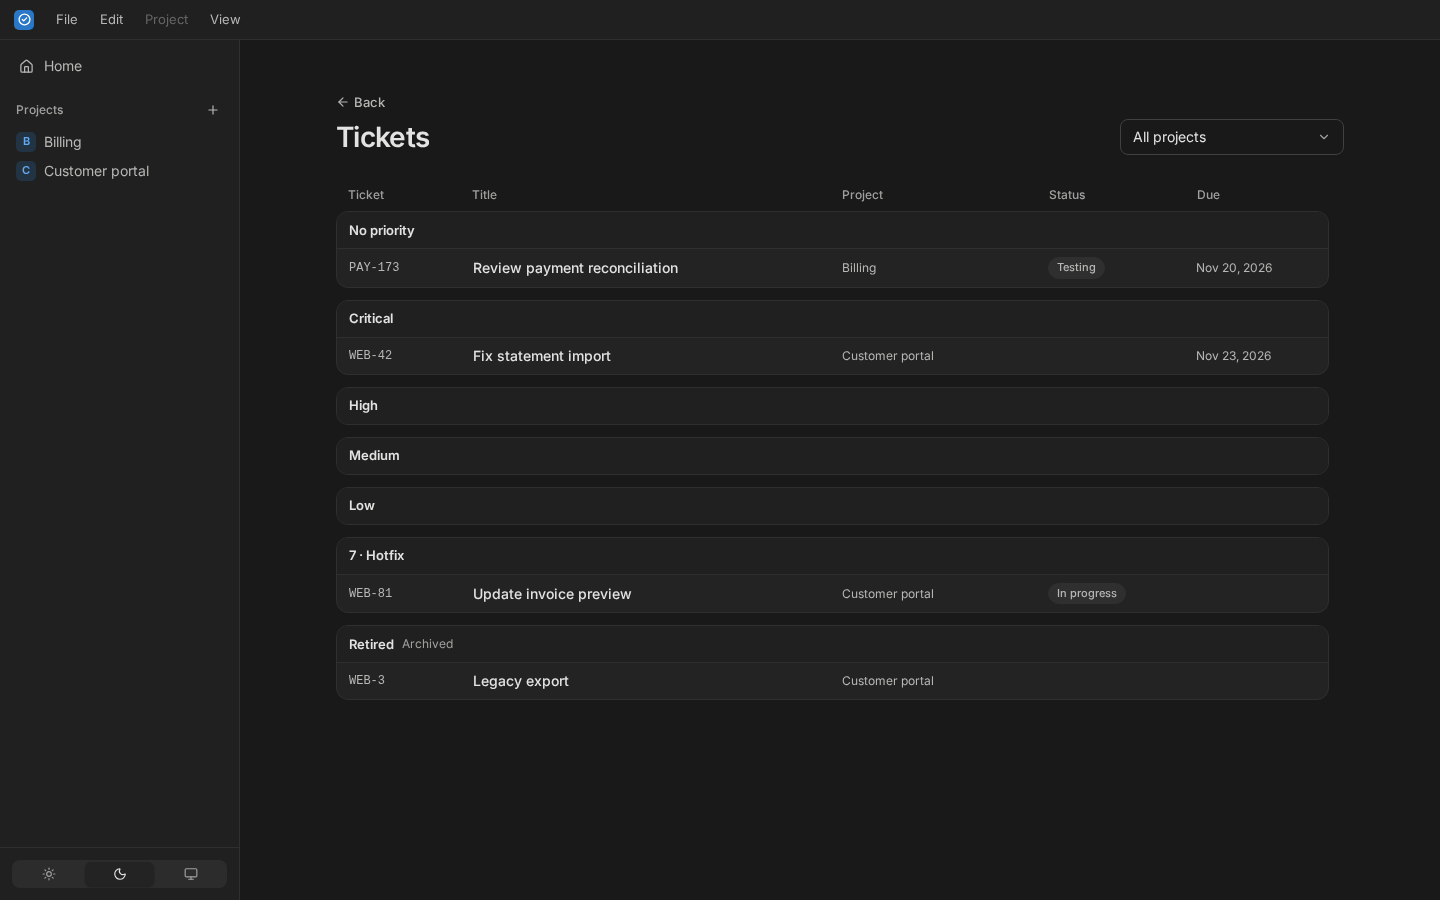 File Edit Project View
Home
Projects
B Billing
C Customer portal
Back
Tickets
All projects
Ticket Title Project Status Due
No priority
PAY-173 Review payment reconciliation Billing Testing Nov 20, 2026
Critical
WEB-42 Fix statement import Customer portal Nov 23, 2026
High
Medium
Low
7 · Hotfix
WEB-81 Update invoice preview Customer portal In progress
Retired Archived
WEB-3 Legacy export Customer portal